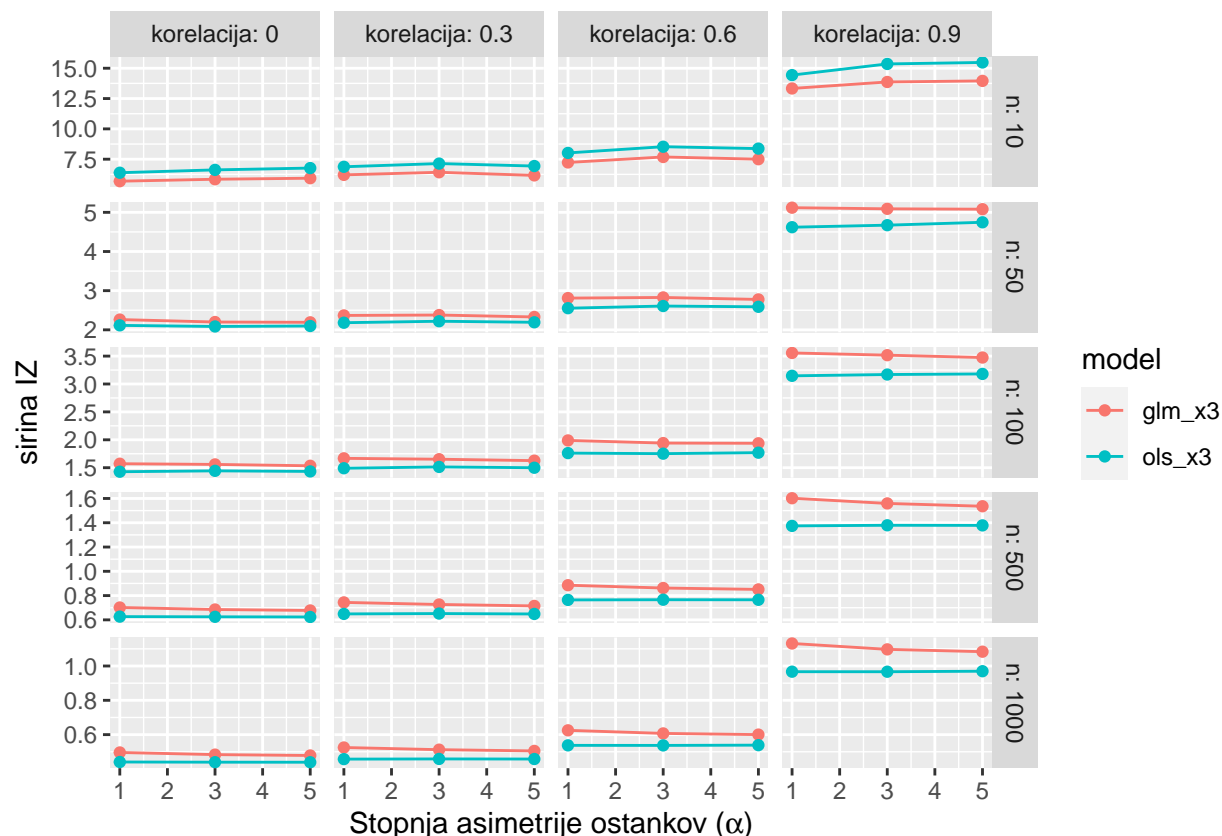 korelacija: 0
korelacija: 0.3
korelacija: 0.6
korelacija: 0.9
15.0
12.5
10.0
7.5
n: 10
5
4
3
2
n: 50
3.5
3.0
2.5
2.0
1.5
n: 100
1.6
1.4
1.2
1.0
0.8
0.6
n: 500
1.0
0.8
0.6
n: 1000
1 2 3 4 5
1 2 3 4 5
1 2 3 4 5
1 2 3 4 5
sirina IZ
Stopnja asimetrije ostankov (α)
model
glm_x3
ols_x3